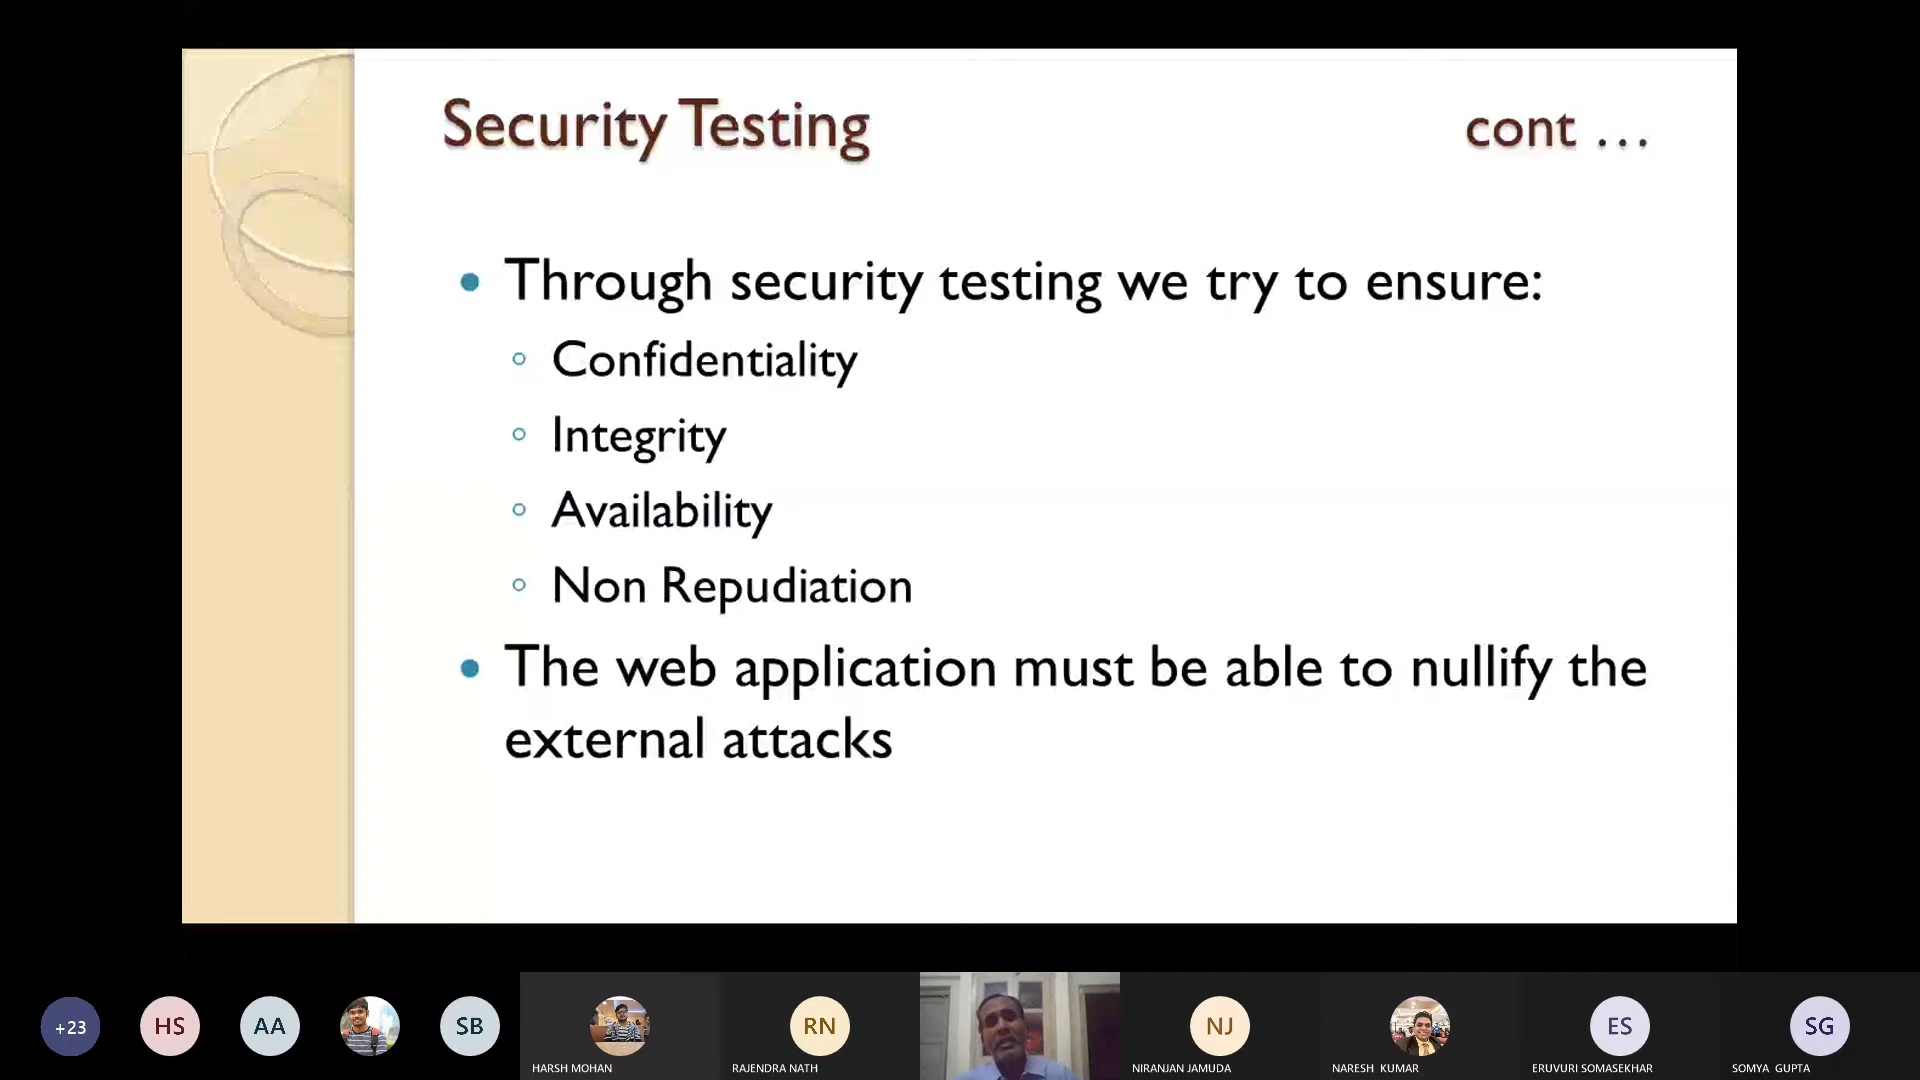 Security Testing
cont ...
Through security testing we try to ensure:
Confidentiality
Integrity
Availability
Non Repudiation
The web application must be able to nullify the
external attacks
+23
HS
AA
SB
HARSH MOHAN
RN
RAJENDRA NATH
NJ
NIRANJAN JAMUDA
NARESH KUMAR
ES
ERUVURI SOMASEKHAR
SG
SOMYA GUPTA